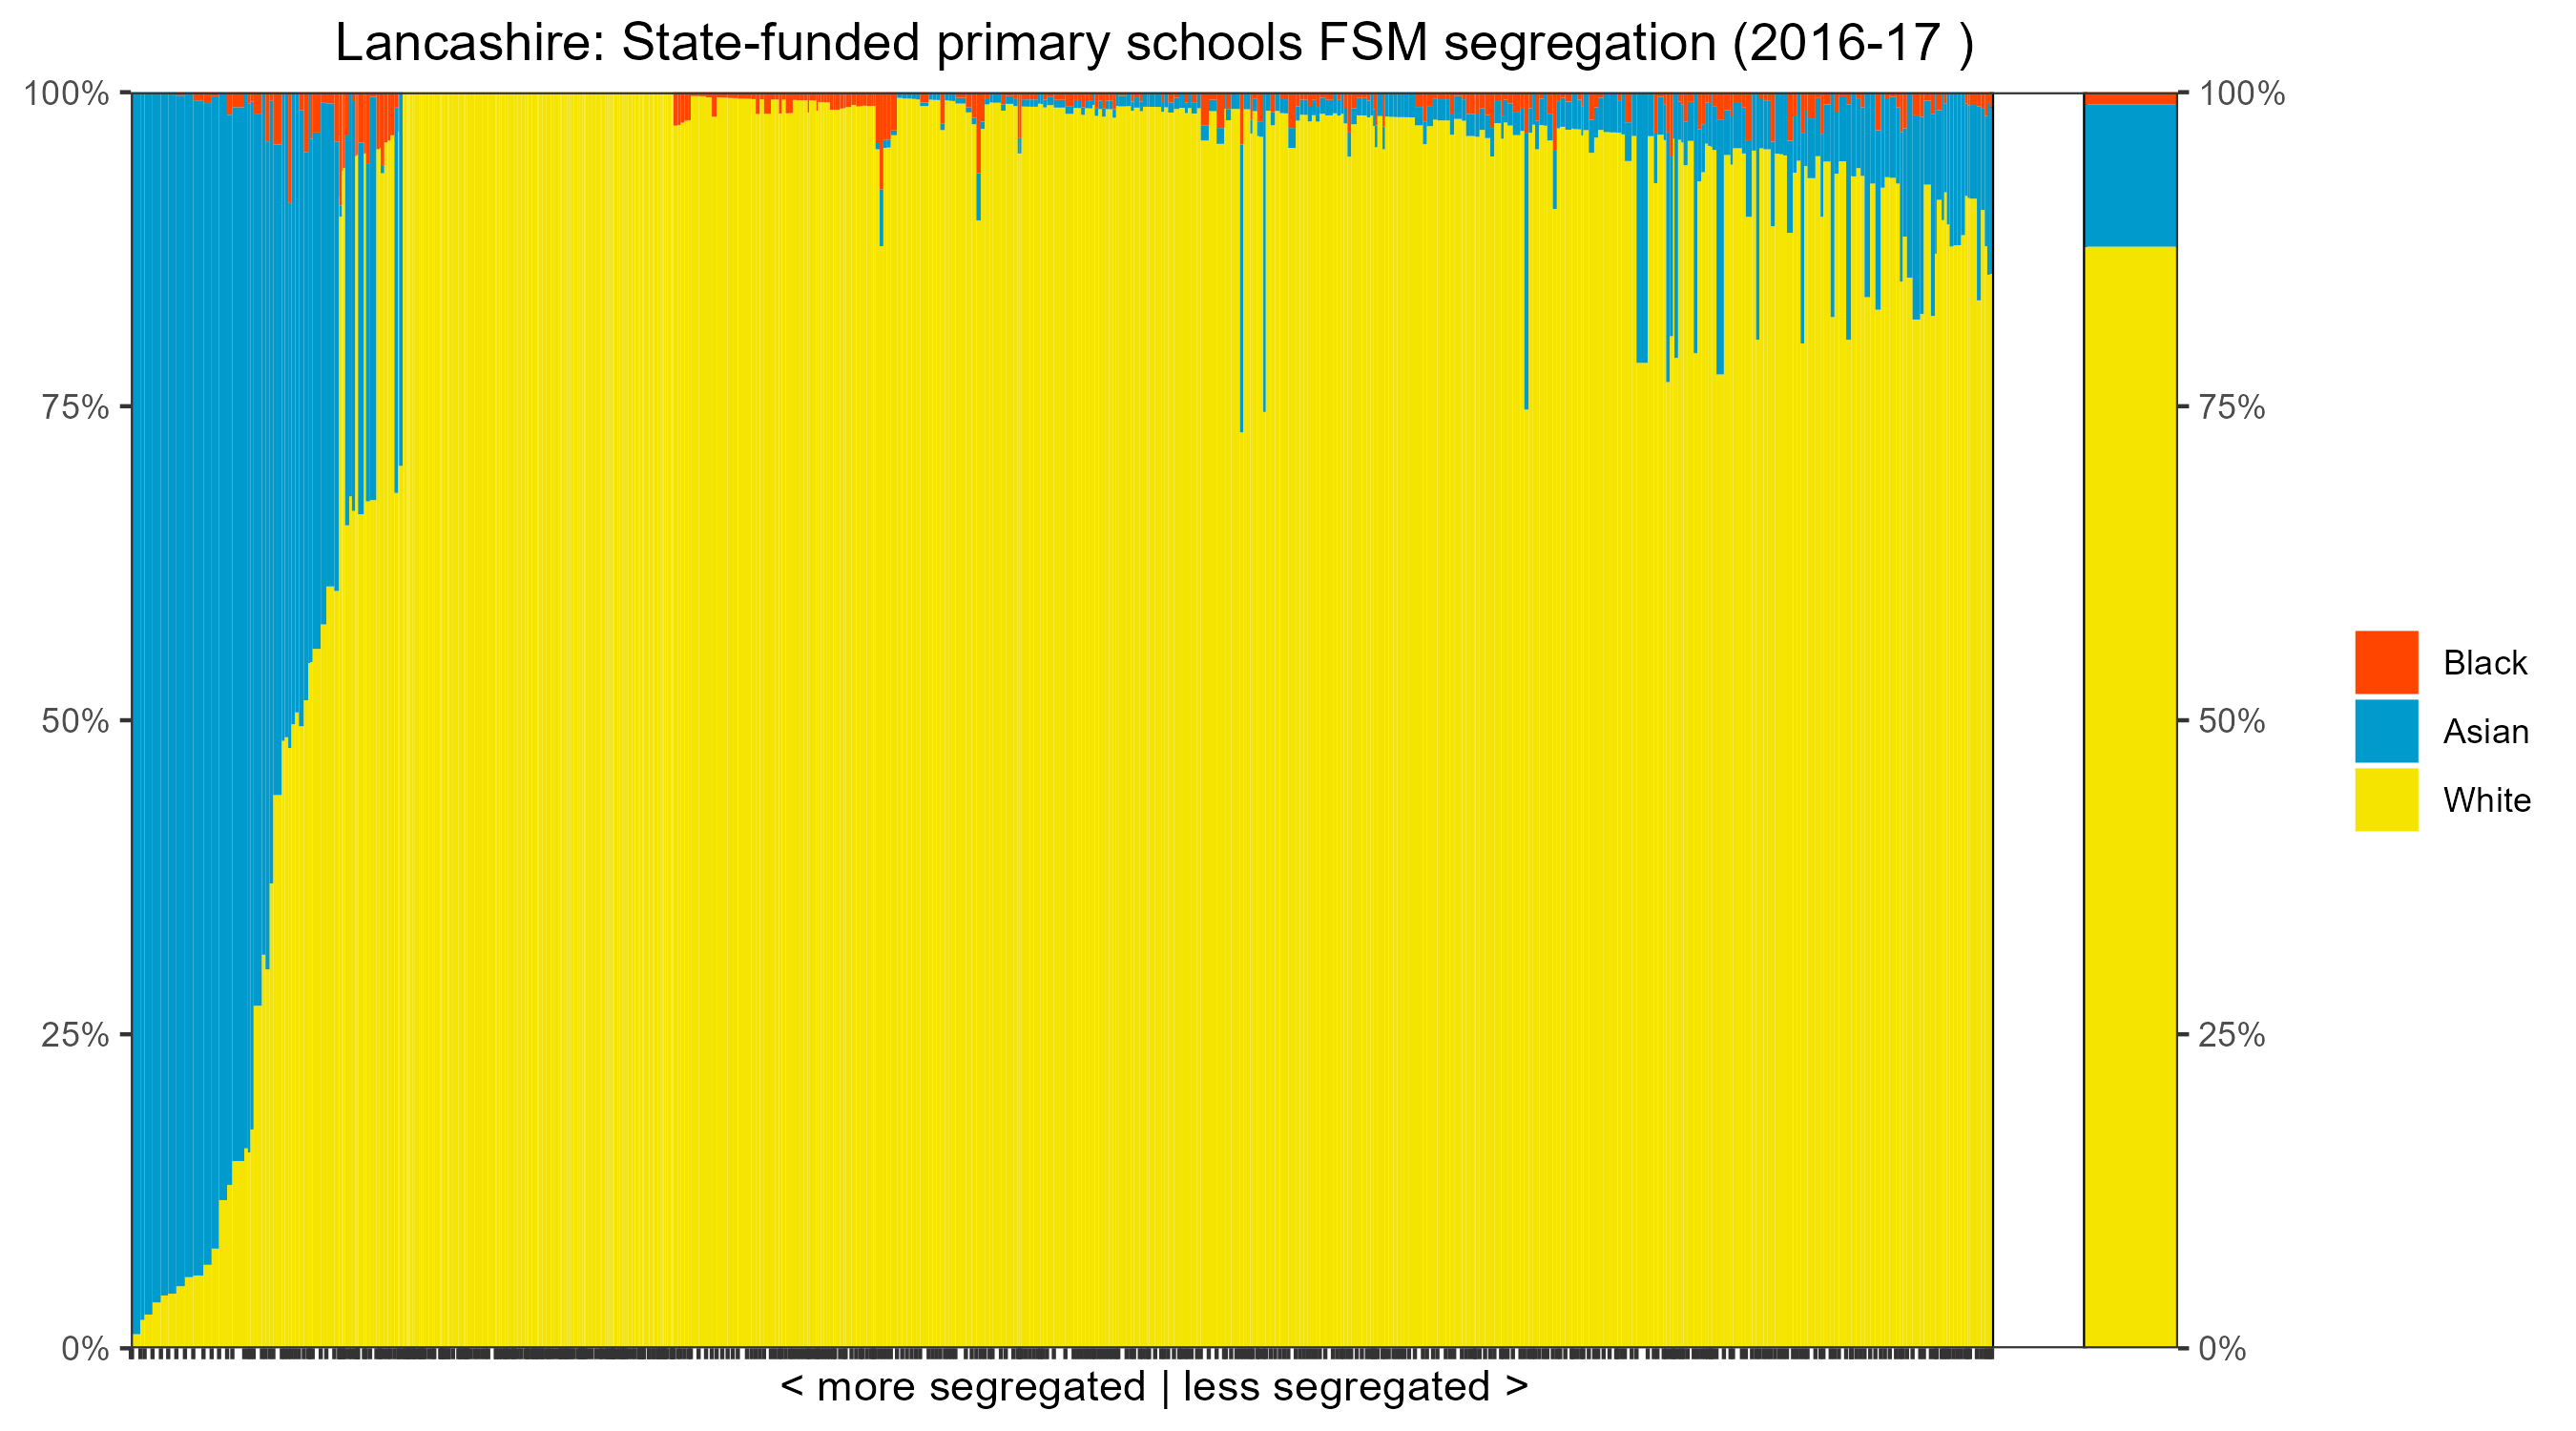 Lancashire: State-funded primary schools FSM segregation (2016-17 )
100%
75%
50%
25%
0%
100%
75%
50%
25%
0%
Black
Asian
White
< more segregated | less segregated >